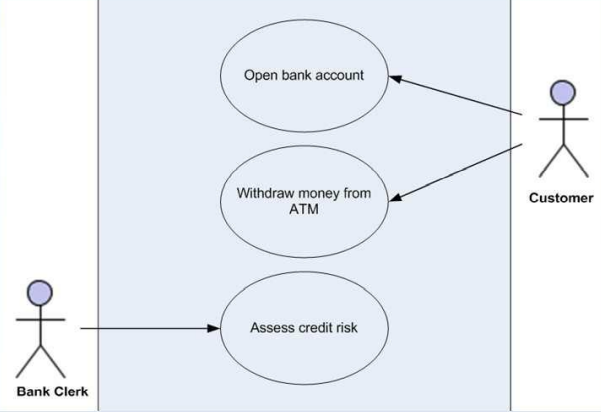 Open bank account
Withdraw money from
ATM
Customer
Assess credit risk
Bank Clerk